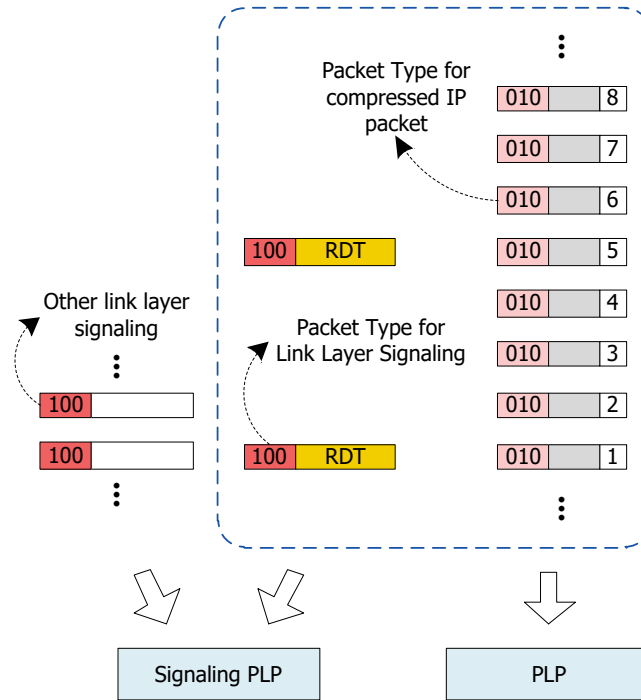 Packet Type for
compressed IP
packet
010 8
010 7
010 6
100 RDT
010 5
Other link layer
signaling
010 4
Packet Type for
Link Layer Signaling
010 3
100
010 2
100
100 RDT
010 1
Signaling PLP
PLP